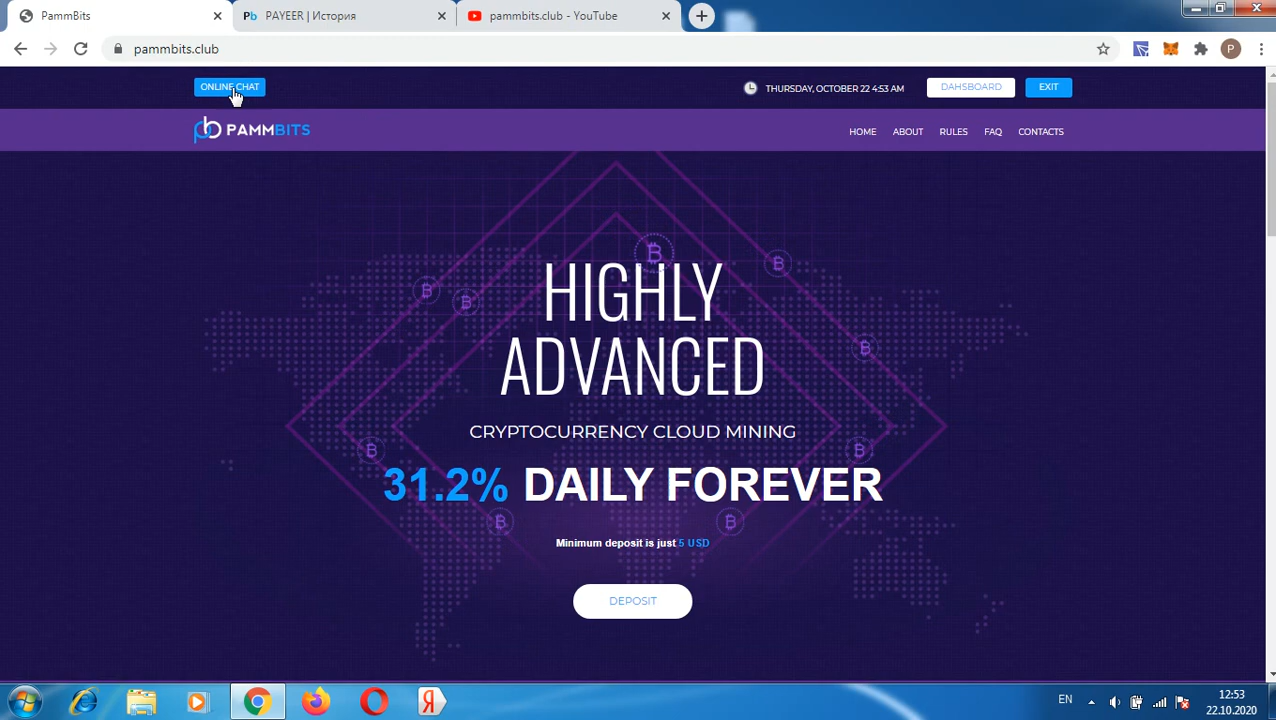 PammBits
PAYEER | История
pammbits.club - YouTube
pammbits.club
P
ONLINE CHAT
THURSDAY, OCTOBER 22 4:53 AM
DAHSBOARD
EXIT
PAMMBITS
HOME
ABOUT
RULES
FAQ
CONTACTS
HIGHLY
ADVANCED
CRYPTOCURRENCY CLOUD MINING
31.2% DAILY FOREVER
Minimum deposit is just 5 USD
DEPOSIT
EN
12:53
22.10.2020